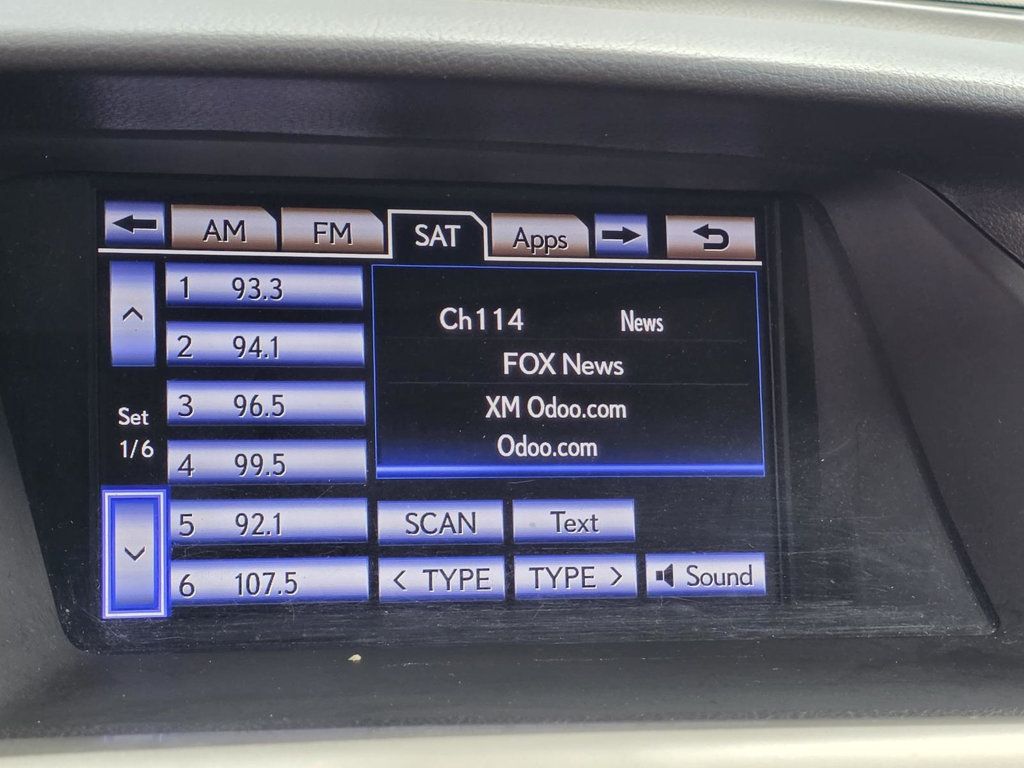 AM FM SAT Apps
1 93.3
2 94.1
3 96.5
4 99.5
5 92.1
6 107.5
Set
1/6
Ch114 News
FOX News
XM Odoo.com
Odoo.com
SCAN Text
< TYPE TYPE > Sound